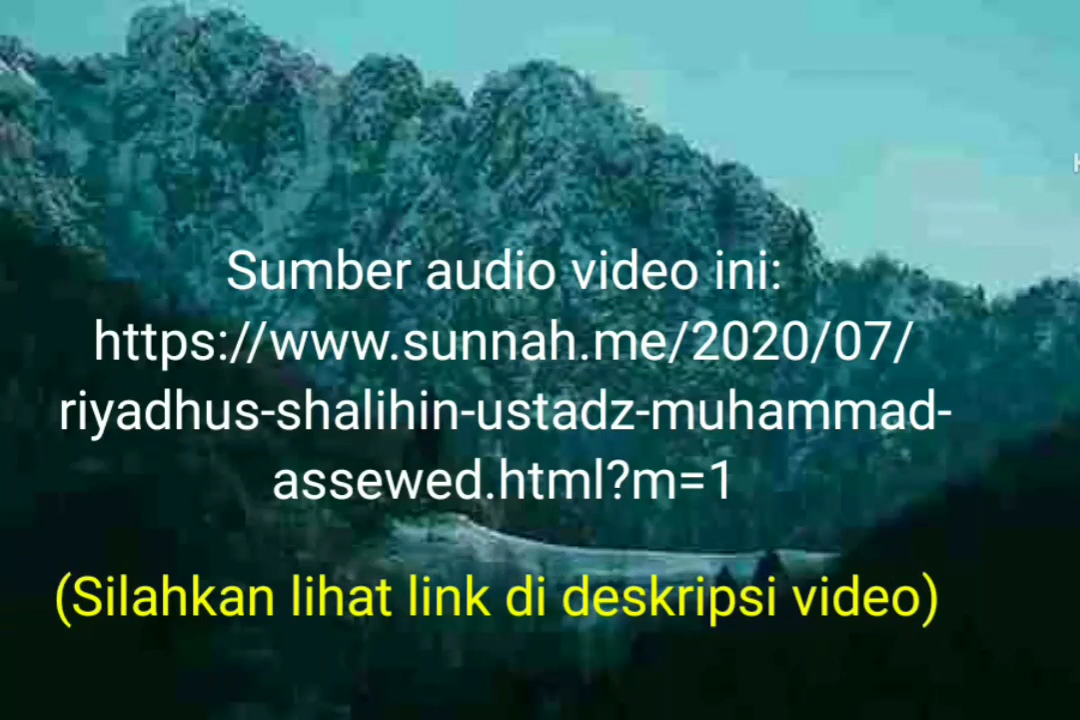 Sumber audio video ini:
https://www.sunnah.me/2020/07/
riyadhus-shalihin-ustadz-muhammad-
assewed.html?m=1
(Silahkan lihat link di deskripsi video)